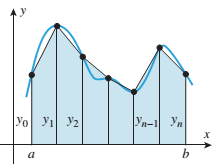 y₀ y₁ y₂ yₙ₋₁ yₙ
x
a b